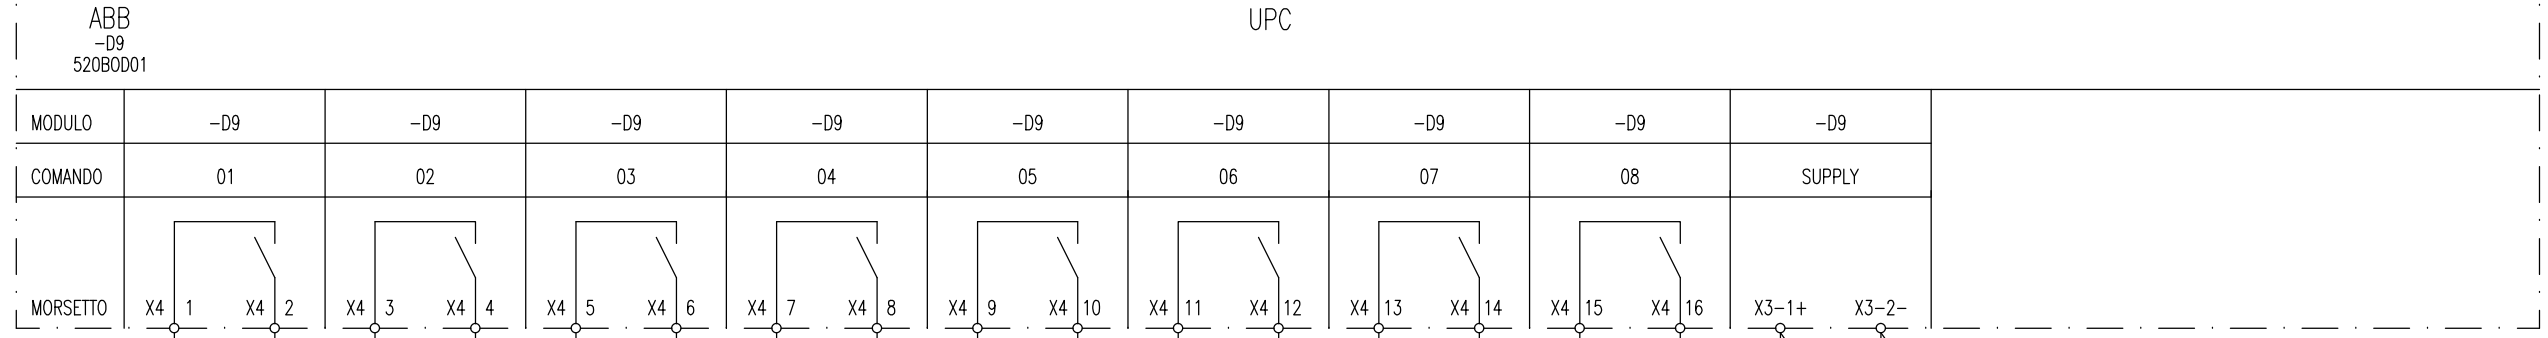 ABB UPC
-D9
520BOD01
MODULO -D9 -D9 -D9 -D9 -D9 -D9 -D9 -D9 -D9
COMANDO 01 02 03 04 05 06 07 08 SUPPLY
MORSETTO X4 1 X4 2 X4 3 X4 4 X4 5 X4 6 X4 7 X4 8 X4 9 X4 10 X4 11 X4 12 X4 13 X4 14 X4 15 X4 16 X3-1+ X3-2-